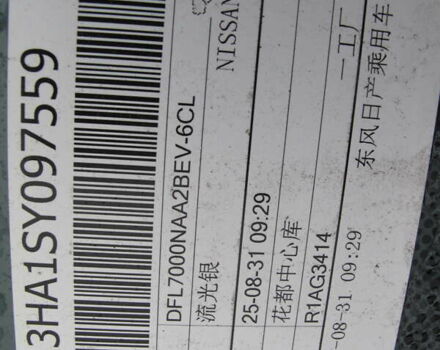 3HA1SY097559
DFL7000NAA2BEV-6CL
流光银
NISSAN
25-08-31 09:29
花都中心库
R1AG3414
一工厂
08-31 09:29
东风日产乘用车